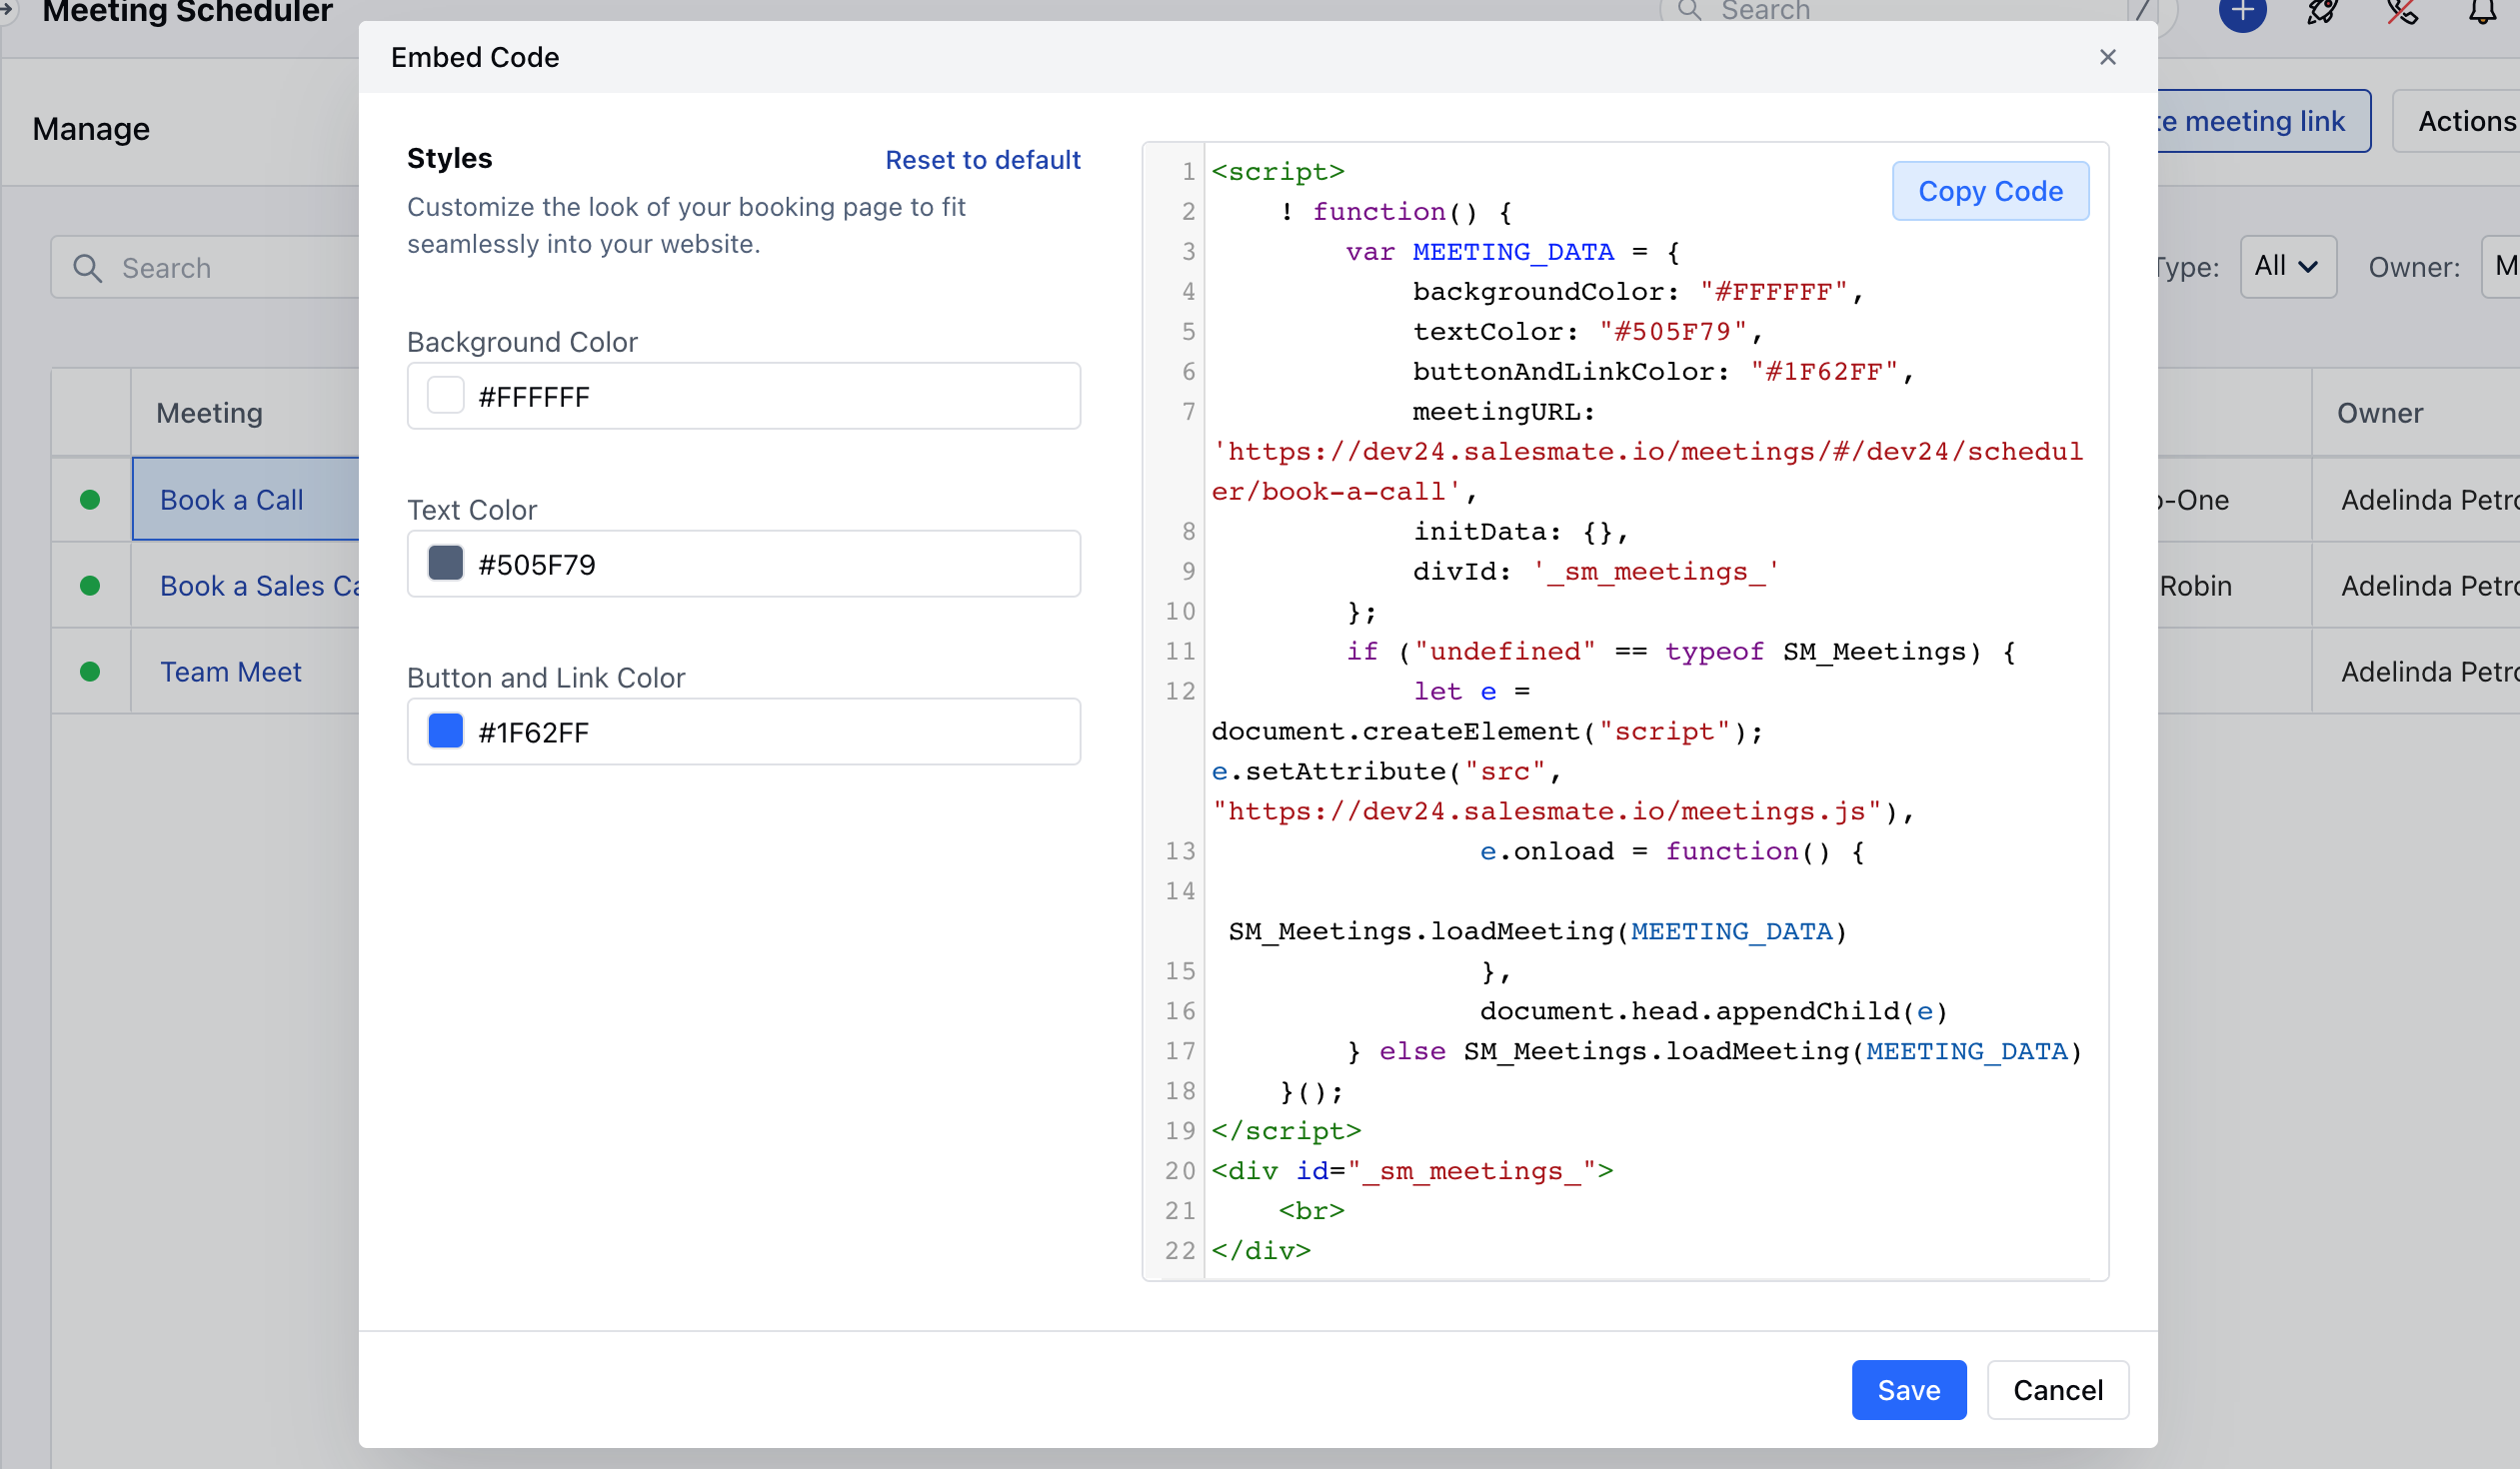 Meeting Scheduler
Search
/
Manage
Embed Code
meeting link
Actions
Search
Type:
All
Owner:
Meeting
Owner
Book a Call
Adelinda
Book a Sales
Robin
Adelinda
Team Meet
Adelinda
Styles
Reset to default
Customize the look of your booking page to fit
seamlessly into your website.
Background Color
#FFFFFF
Text Color
#505F79
Button and Link Color
#1F62FF
Copy Code
1 <script>
2 ! function() {
3 var MEETING_DATA = {
4 backgroundColor: "#FFFFFF",
5 textColor: "#505F79",
6 buttonAndLinkColor: "#1F62FF",
7 meetingURL:
'https://dev24.salesmate.io/meetings/#/dev24/schedul
er/book-a-call',
8 initData: {},
9 divId: '_sm_meetings_'
10 };
11 if ("undefined" == typeof SM_Meetings) {
12 let e =
document.createElement("script");
e.setAttribute("src",
"https://dev24.salesmate.io/meetings.js"),
13 e.onload = function() {
14
SM_Meetings.loadMeeting(MEETING_DATA)
15 },
16 document.head.appendChild(e)
17 } else SM_Meetings.loadMeeting(MEETING_DATA)
18 }();
19 </script>
20 <div id="_sm_meetings_">
21 <br>
22 </div>
Save
Cancel